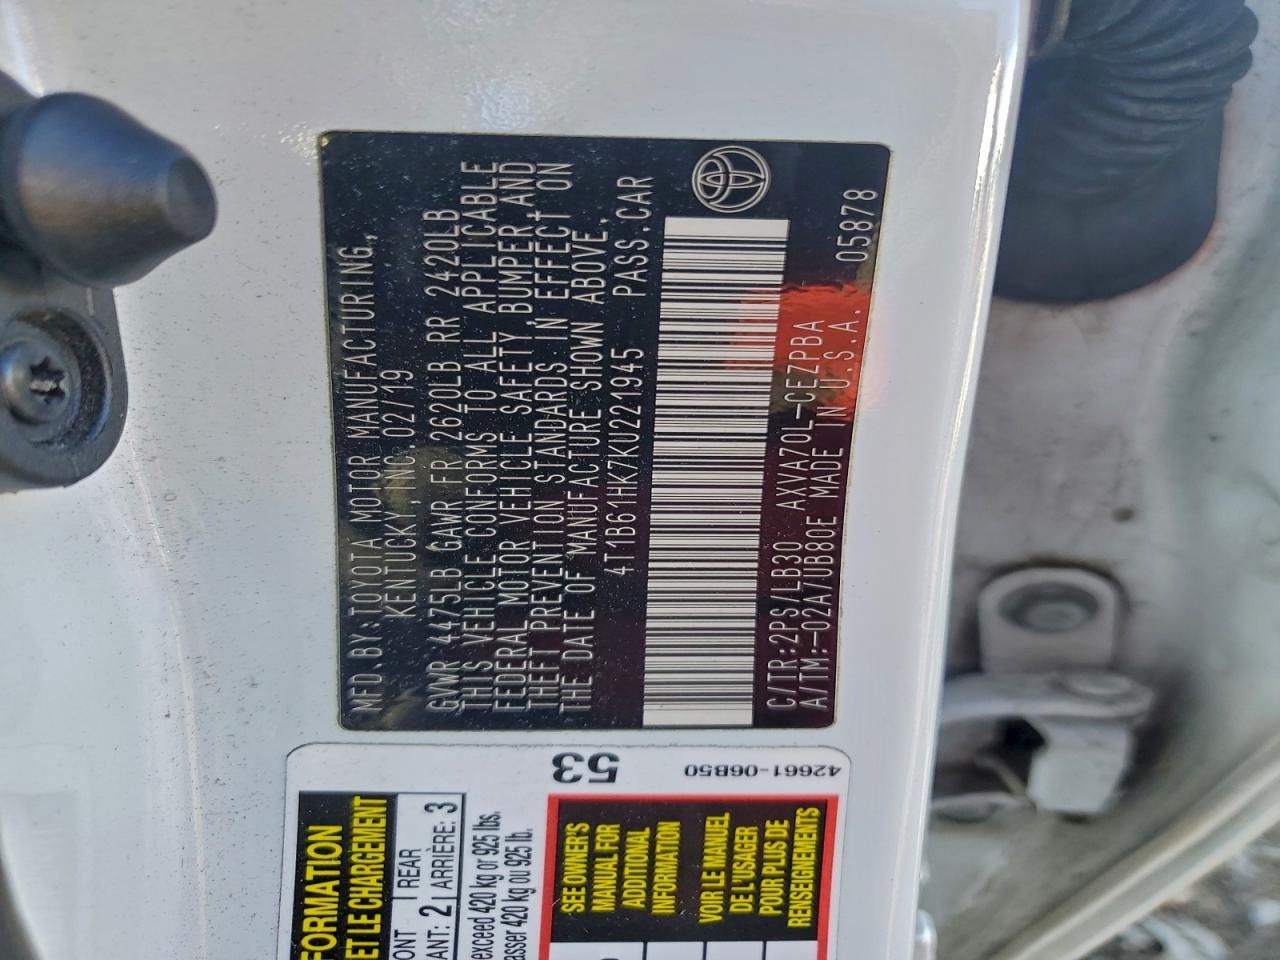 MFD.BY:TOYOTA MOTOR MANUFACTURING,
KENTUCKY, INC. 02/19
GVWR 4475LB GAWR FR 2620LB RR 2420LB
THIS VEHICLE CONFORMS TO ALL APPLICABLE
FEDERAL MOTOR VEHICLE SAFETY, BUMPER,AND
THEFT PREVENTION STANDARDS IN EFFECT ON
THE DATE OF MANUFACTURE SHOWN ABOVE.
4T1B61HK7KU221945 PASS.CAR
C/TR:2PS/LB30 AXVA70L-CEZPBA
A/TM:-02A/UB80E MADE IN U.S.A. 05878
53
42661-06B50
FORMATION
ET LE CHARGEMENT
ONT REAR
ANT: 2 ARRIÈRE: 3
exceed 420 kg or 925 lbs.
asser 420 kg ou 925 lb.
SEE OWNER'S
MANUAL FOR
ADDITIONAL
INFORMATION
VOIR LE MANUEL
DE L'USAGER
POUR PLUS DE
RENSEIGNEMENTS